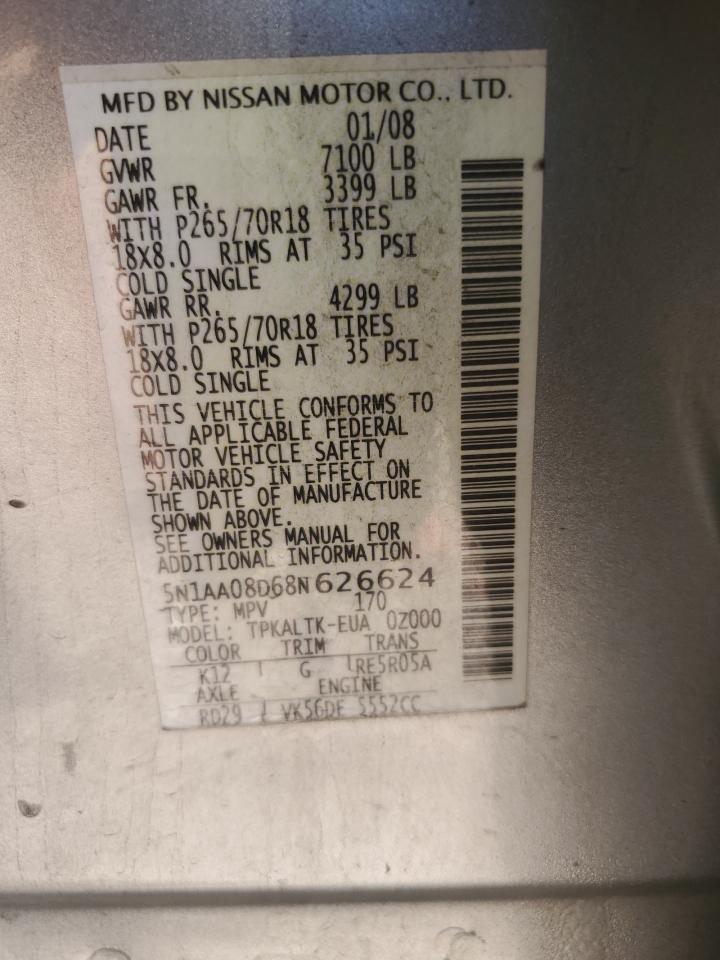 MFD BY NISSAN MOTOR CO., LTD.
DATE 01/08
GVWR 7100 LB
GAWR FR. 3399 LB
WITH P265/70R18 TIRES
18X8.0 RIMS AT 35 PSI
COLD SINGLE
GAWR RR. 4299 LB
WITH P265/70R18 TIRES
18X8.0 RIMS AT 35 PSI
COLD SINGLE
THIS VEHICLE CONFORMS TO
ALL APPLICABLE FEDERAL
MOTOR VEHICLE SAFETY
STANDARDS IN EFFECT ON
THE DATE OF MANUFACTURE
SHOWN ABOVE.
SEE OWNERS MANUAL FOR
ADDITIONAL INFORMATION.
5N1AA08D68N626624
TYPE: MPV 170
MODEL: TPKALTK-EUA 0Z000
COLOR TRIM TRANS
K12 G RE5R05A
AXLE ENGINE
RD29 VK56DE 5552CC